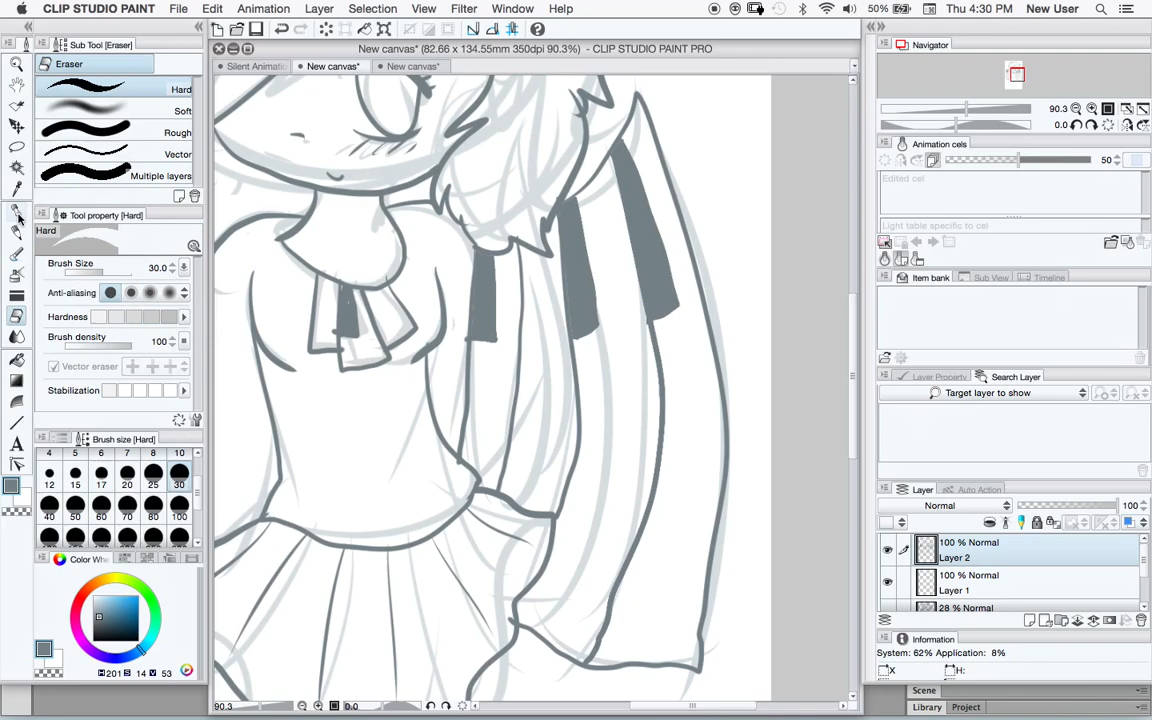 CLIP STUDIO PAINT File Edit Animation Layer Selection View Filter Window Help 50% Thu 4:30 PM New User
New canvas* (82.66 x 134.55mm 350dpi 90.3%) - CLIP STUDIO PAINT PRO
Silent Animatic New canvas* New canvas*
Sub Tool [Eraser]
Eraser
Hard
Soft
Rough
Vector
Multiple layers
Tool property [Hard]
Hard
Brush Size 30.0
Anti-aliasing
Hardness
Brush density 100
Vector eraser
Stabilization
Brush size [Hard]
4 5 6 7 8 10
12 15 17 20 25 30
40 50 60 70 80 100
Color Whe
H 201 S 14 V 53
90.3 0.0
Navigator
90.3
0.0
Animation cels
50
Edited cel
Light table specific to cel
Item bank Sub View Timeline
Layer Property Search Layer
Target layer to show
Layer Auto Action
Normal 100
100 % Normal
Layer 2
100 % Normal
Layer 1
28 % Normal
Information
System: 62% Application: 8%
X H:
Scene
Library Project